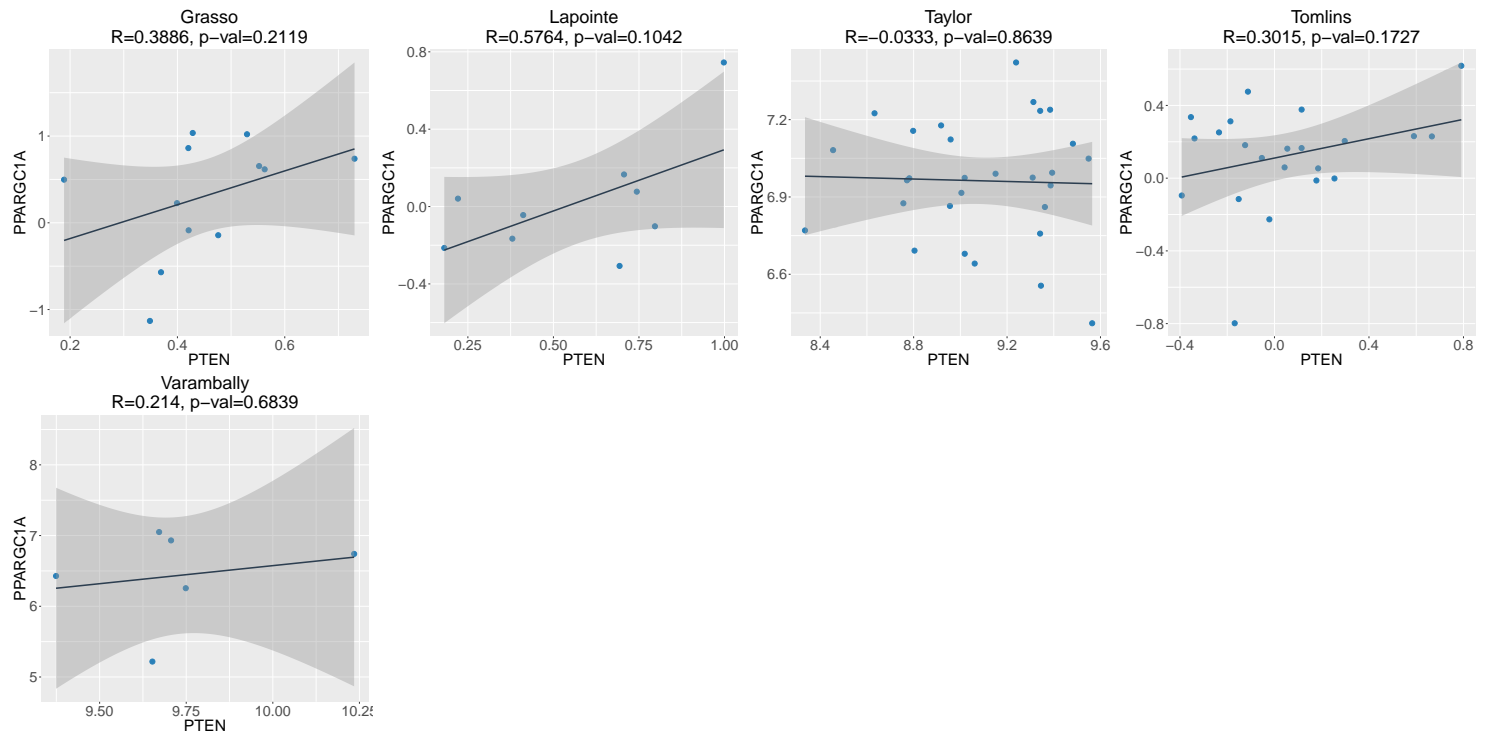 Grasso
R=0.3886, p−val=0.2119
PPARGC1A
1
0
−1
0.2 0.4 0.6
PTEN
Lapointe
R=0.5764, p−val=0.1042
PPARGC1A
0.8
0.4
0.0
−0.4
0.25 0.50 0.75 1.00
PTEN
Taylor
R=−0.0333, p−val=0.8639
PPARGC1A
7.2
6.9
6.6
8.4 8.8 9.2 9.6
PTEN
Tomlins
R=0.3015, p−val=0.1727
PPARGC1A
0.4
0.0
−0.4
−0.8
−0.4 0.0 0.4 0.8
PTEN
Varambally
R=0.214, p−val=0.6839
PPARGC1A
8
7
6
5
9.50 9.75 10.00 10.25
PTEN